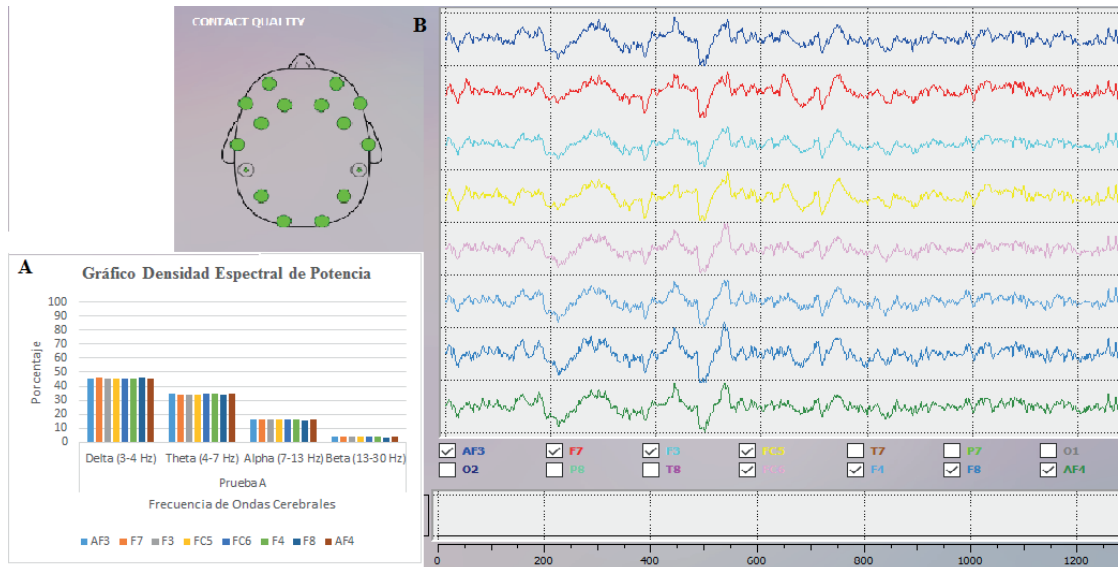 CONTACT QUALITY
B
A
Gráfico Densidad Espectral de Potencia
Porcentaje
100
90
80
70
60
50
40
30
20
10
0
Delta (3-4 Hz) Theta (4-7 Hz) Alpha (7-13 Hz) Beta (13-30 Hz)
Prueba A
Frecuencia de Ondas Cerebrales
AF3 F7 F3 FC5 FC6 F4 F8 AF4
AF3 F7 F3 FC5 T7 P7 O1
O2 P8 T8 FC6 F4 F8 AF4
0 200 400 600 800 1000 1200